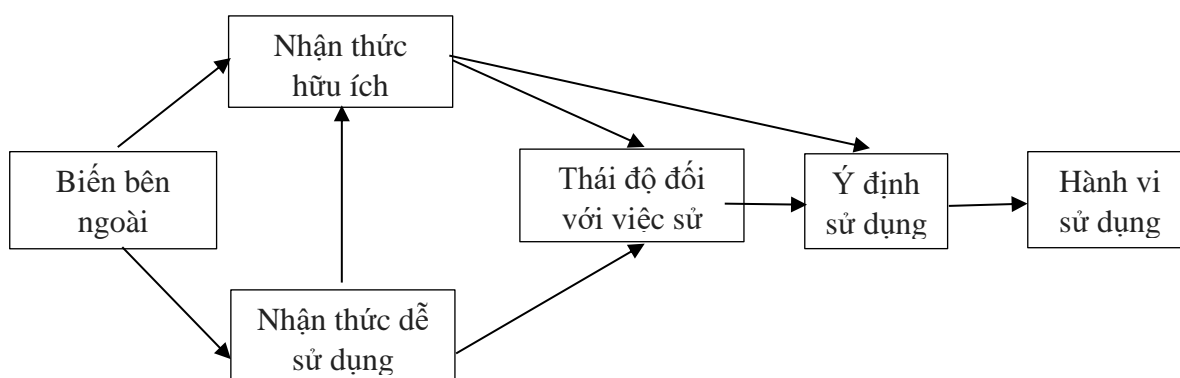 Nhận thức
hữu ích
Biến bên
ngoài
Thái độ đối
với việc sử
Ý định
sử dụng
Hành vi
sử dụng
Nhận thức dễ
sử dụng